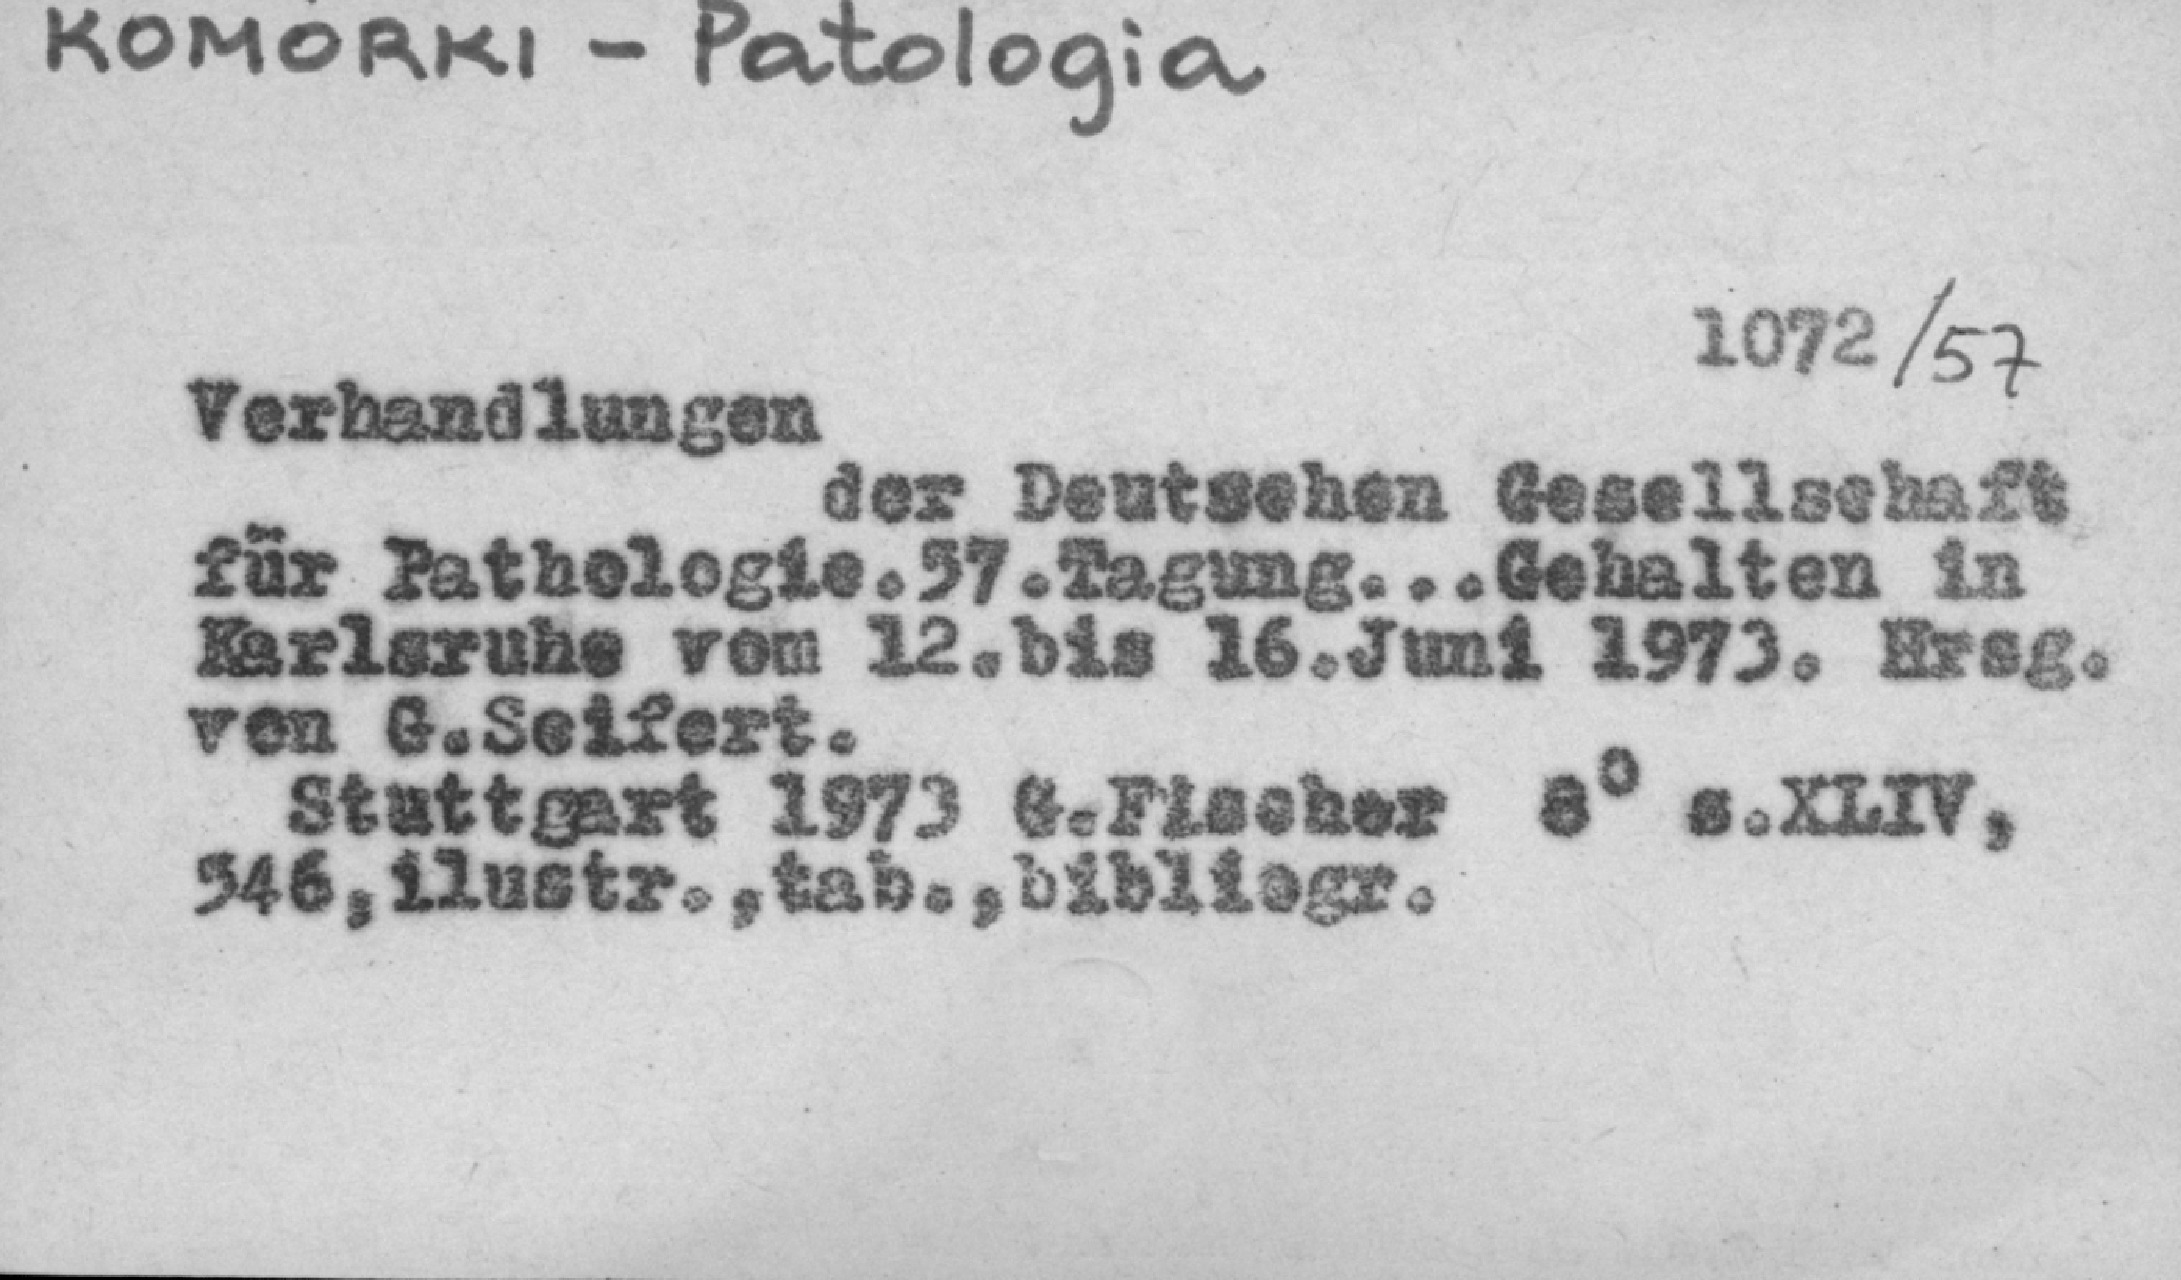 KOMÓRKI - Patologia
1072/57
Verhandlungen
der Deutschen Gesellschaft
für Pathologie.57.Tagung...Gehalten in
Karlsruhe vom 12.bis 16.Juni 1973. Hrsg.
von G.Seifert.
Stuttgart 1973 G.Fischer 8° s.XLIV,
546,ilustr.,tab.,bibliogr.